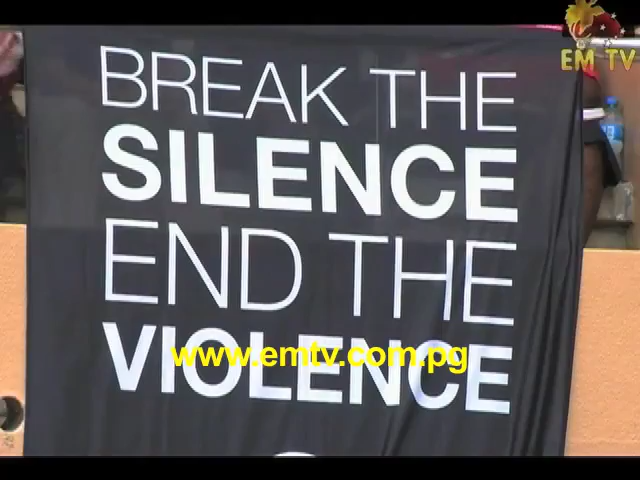 EM TV
BREAK THE
SILENCE
END THE
VIOLENCE
www.emtv.com.pg